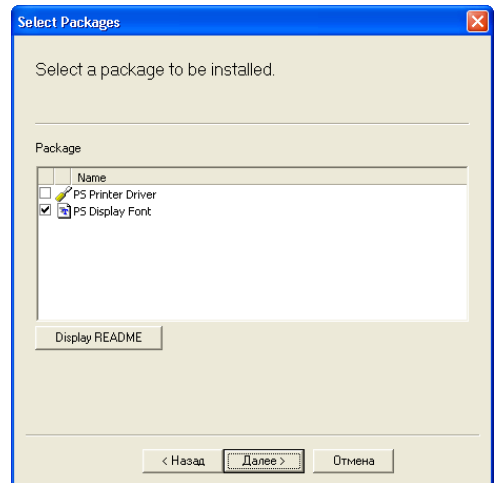 Select Packages
Select a package to be installed.
Package
Name
PS Printer Driver
PS Display Font
Display README
< Назад Далее > Отмена